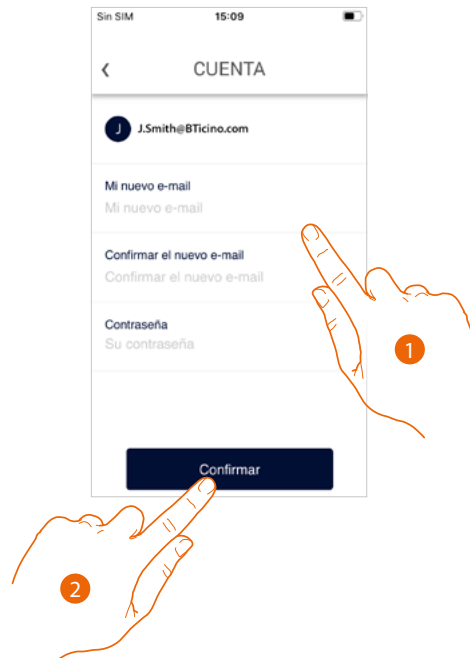 Sin SIM 15:09
CUENTA
J J.Smith@BTicino.com
Mi nuevo e-mail
Mi nuevo e-mail
Confirmar el nuevo e-mail
Confirmar el nuevo e-mail
Contraseña
Su contraseña
1
Confirmar
2